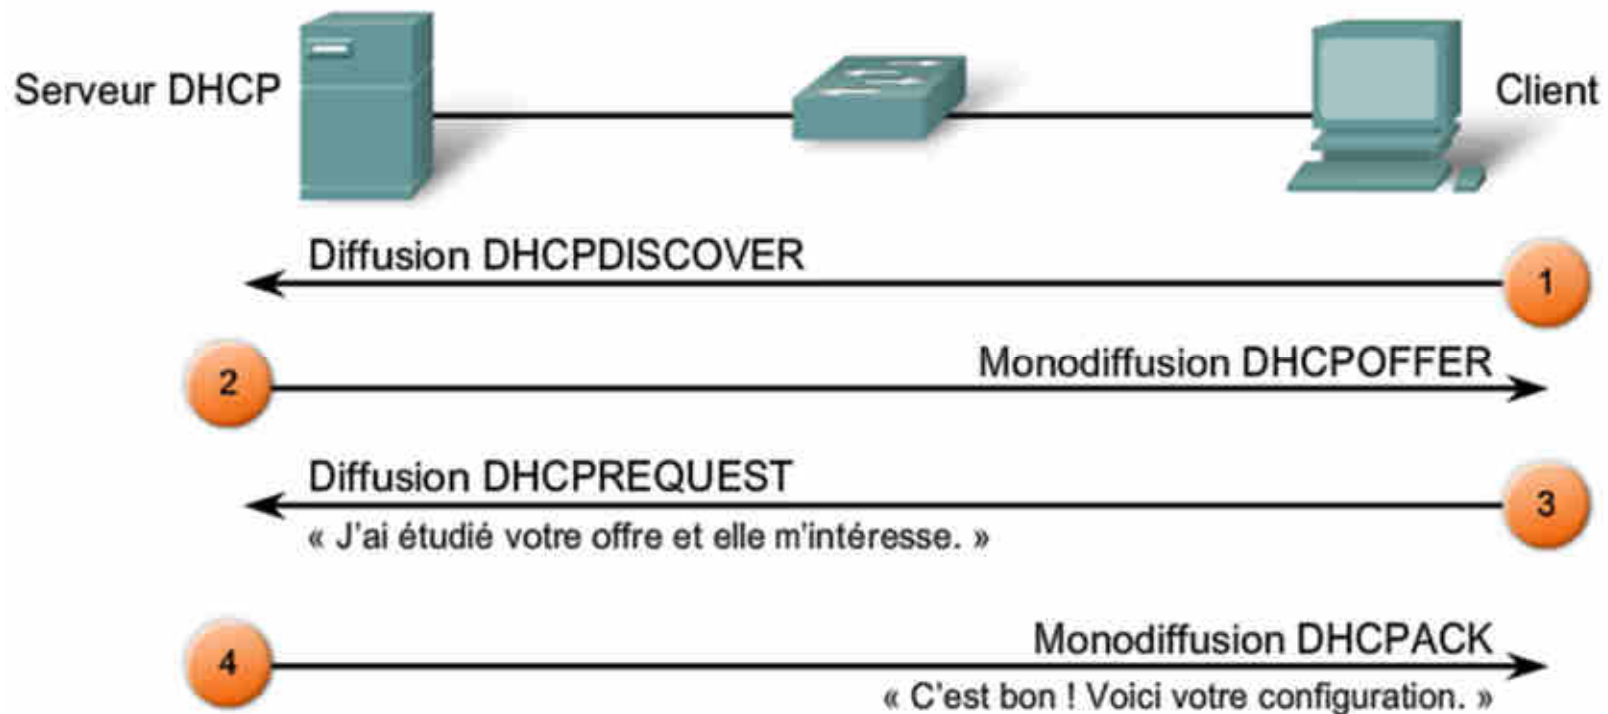 Serveur DHCP
Client
Diffusion DHCPDISCOVER
1
Monodiffusion DHCPOFFER
2
Diffusion DHCPREQUEST
3
« J'ai étudié votre offre et elle m'intéresse. »
Monodiffusion DHCPACK
4
« C'est bon ! Voici votre configuration. »